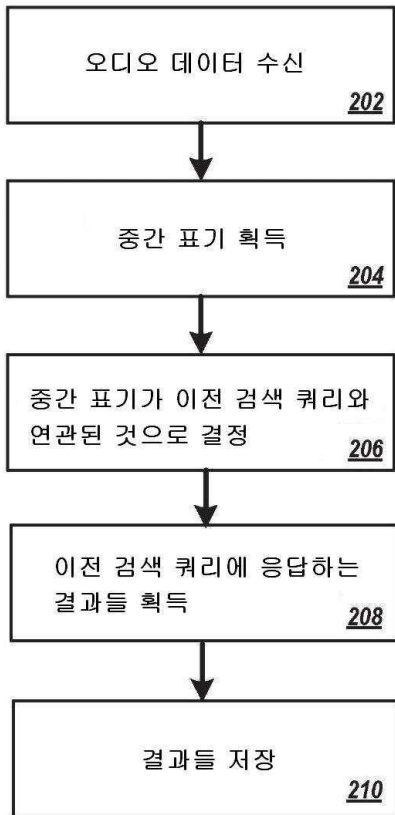 오디오 데이터 수신
202
중간 표기 획득
204
중간 표기가 이전 검색 쿼리와
연관된 것으로 결정
206
이전 검색 쿼리에 응답하는
결과들 획득
208
결과들 저장
210